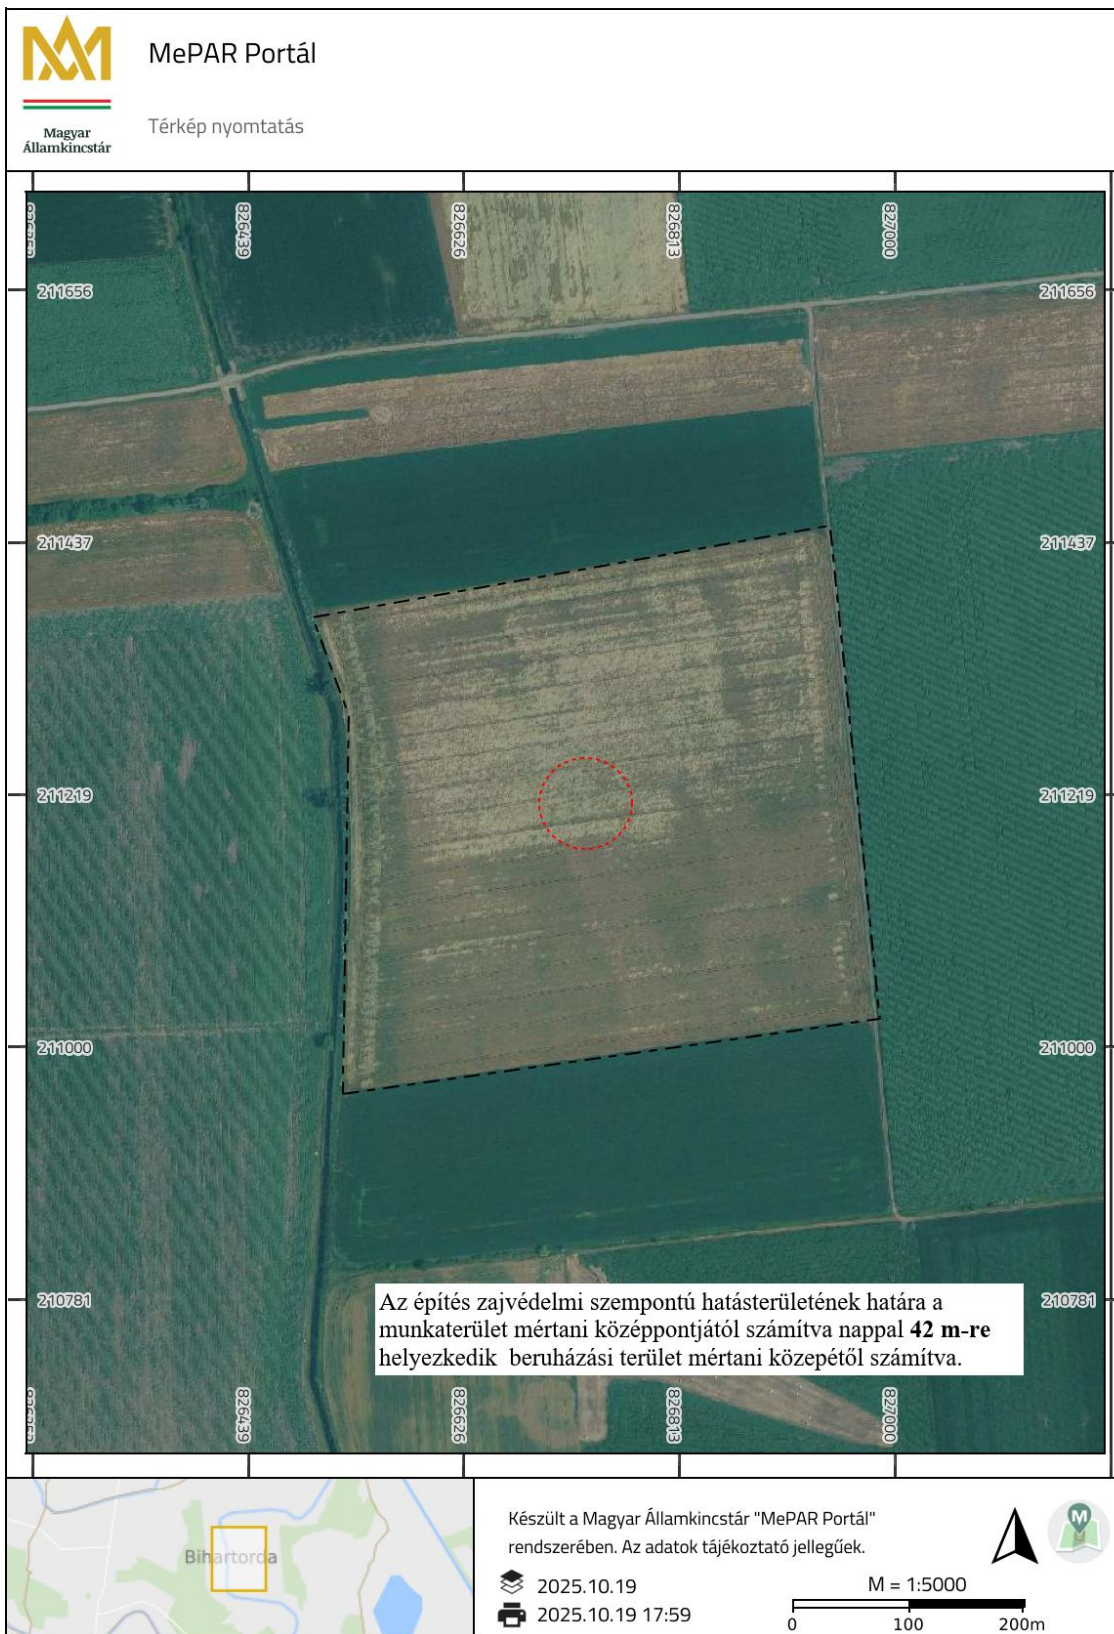 MePAR Portál
Térkép nyomtatás
Magyar
Államkincstár
826439
826626
826813
827000
211656
211656
211437
211437
211219
211219
211000
211000
210781
210781
Az építés zajvédelmi szempontú hatásterületének határa a
munkaterület mértani középpontjától számítva nappal 42 m-re
helyezkedik beruházási terület mértani közepétől számítva.
826439
826626
826813
827000
Bihartorda
Készült a Magyar Államkincstár "MePAR Portál"
rendszerében. Az adatok tájékoztató jellegűek.
2025.10.19
2025.10.19 17:59
M
M = 1:5000
0 100 200m